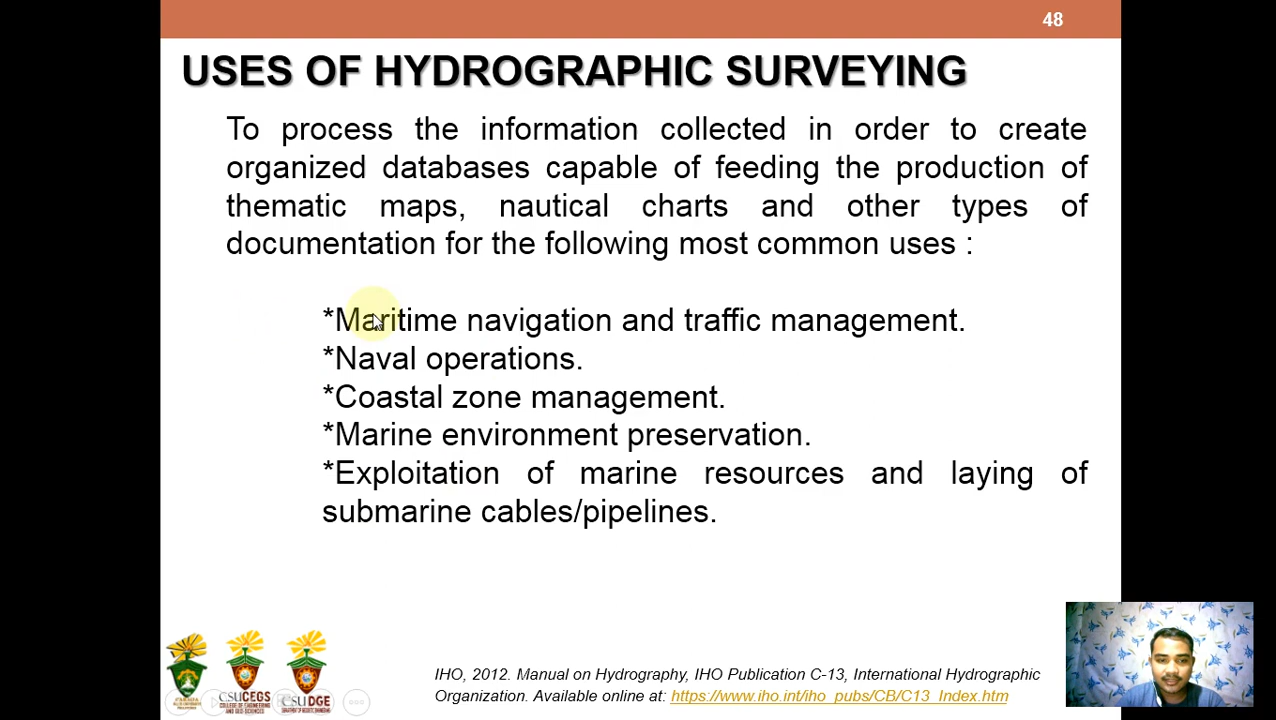 48
USES OF HYDROGRAPHIC SURVEYING
To process the information collected in order to create
organized databases capable of feeding the production of
thematic maps, nautical charts and other types of
documentation for the following most common uses :
*Maritime navigation and traffic management.
*Naval operations.
*Coastal zone management.
*Marine environment preservation.
*Exploitation of marine resources and laying of
submarine cables/pipelines.
IHO, 2012. Manual on Hydrography, IHO Publication C-13, International Hydrographic
Organization. Available online at: https://www.iho.int/iho_pubs/CB/C13_Index.htm
CSUCEGS
CSUDGE